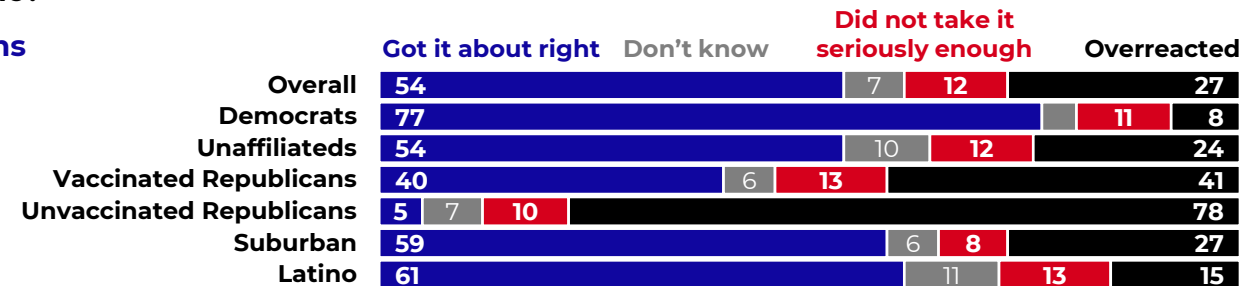 ns
Did not take it
Got it about right Don't know seriously enough Overreacted
Overall 54 7 12 27
Democrats 77 11 8
Unaffiliateds 54 10 12 24
Vaccinated Republicans 40 6 13 41
Unvaccinated Republicans 5 7 10 78
Suburban 59 6 8 27
Latino 61 11 13 15